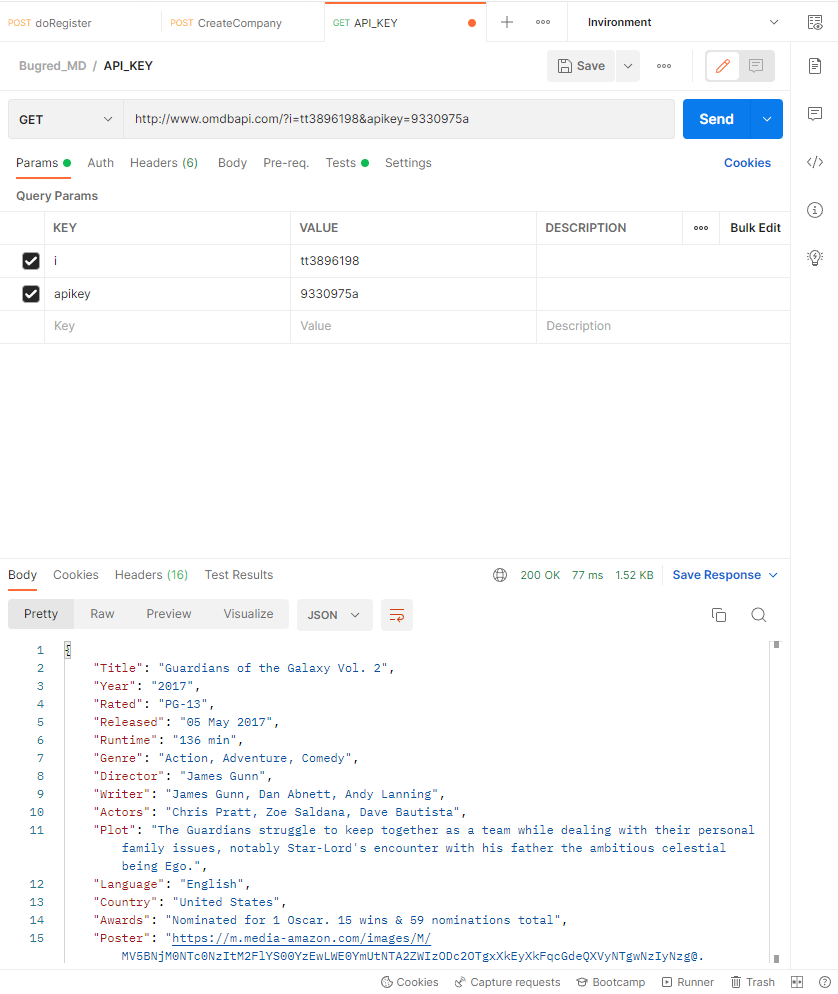 POST doRegister POST CreateCompany GET API_KEY Invironment
Bugred_MD / API_KEY Save
GET http://www.omdbapi.com/?i=tt3896198&apikey=9330975a Send
Params Auth Headers (6) Body Pre-req. Tests Settings Cookies
Query Params
KEY VALUE DESCRIPTION Bulk Edit
i tt3896198
apikey 9330975a
Key Value Description
Body Cookies Headers (16) Test Results 200 OK 77 ms 1.52 KB Save Response
Pretty Raw Preview Visualize JSON
1 {
2 "Title": "Guardians of the Galaxy Vol. 2",
3 "Year": "2017",
4 "Rated": "PG-13",
5 "Released": "05 May 2017",
6 "Runtime": "136 min",
7 "Genre": "Action, Adventure, Comedy",
8 "Director": "James Gunn",
9 "Writer": "James Gunn, Dan Abnett, Andy Lanning",
10 "Actors": "Chris Pratt, Zoe Saldana, Dave Bautista",
11 "Plot": "The Guardians struggle to keep together as a team while dealing with their personal
family issues, notably Star-Lord's encounter with his father the ambitious celestial
being Ego.",
12 "Language": "English",
13 "Country": "United States",
14 "Awards": "Nominated for 1 Oscar. 15 wins & 59 nominations total",
15 "Poster": "https://m.media-amazon.com/images/M/
MV5BNjM0NTc0NzItM2FlYS00YzEwLWE0YmUtNTA2ZWIzODc2OTgxXkEyXkFqcGdeQXVyNTgwNzIyNzg@.
Cookies Capture requests Bootcamp Runner Trash